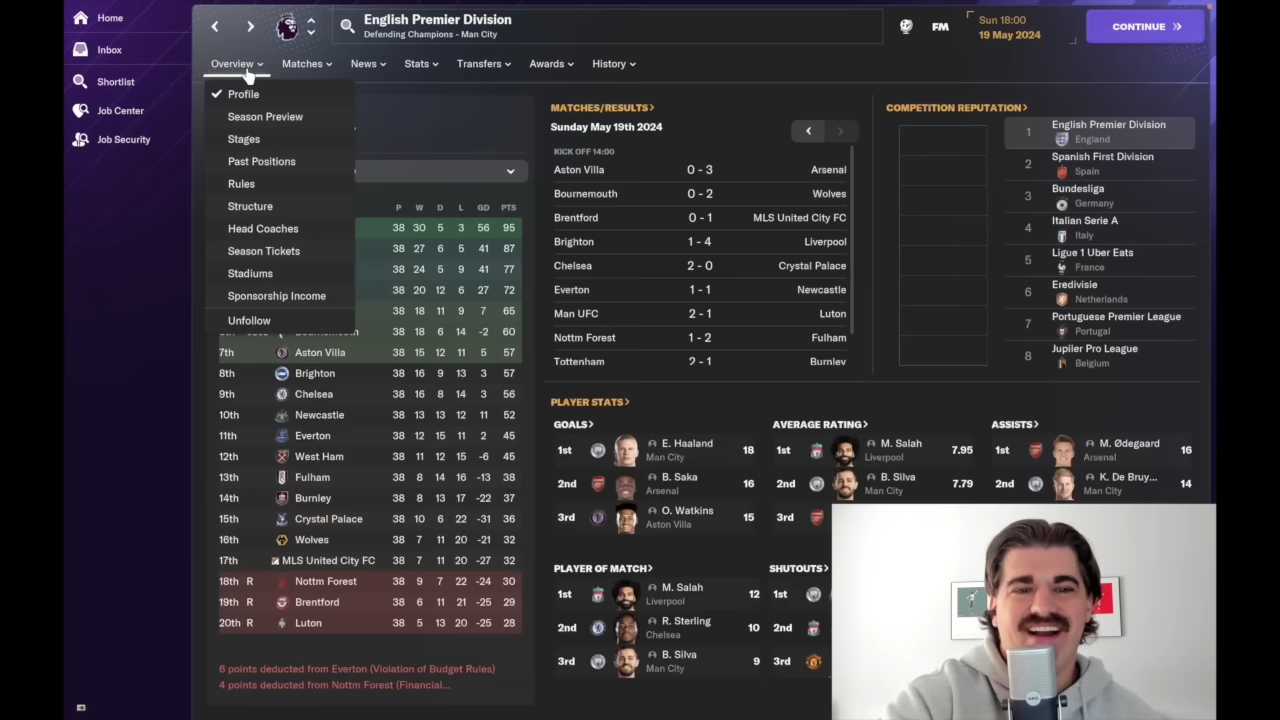 Home
Inbox
Shortlist
Job Center
Job Security
English Premier Division
Defending Champions - Man City
FM
Sun 18:00
19 May 2024
CONTINUE
Overview
Matches
News
Stats
Transfers
Awards
History
Profile
Season Preview
Stages
Past Positions
Rules
Structure
Head Coaches
Season Tickets
Stadiums
Sponsorship Income
Unfollow
P W D L GD PTS
38 30 5 3 56 95
38 27 6 5 41 87
38 24 5 9 41 77
38 20 12 6 27 72
38 18 11 9 7 65
Bournemouth 38 18 6 14 -2 60
7th Aston Villa 38 15 12 11 5 57
8th Brighton 38 16 9 13 3 57
9th Chelsea 38 16 8 14 3 56
10th Newcastle 38 13 13 12 11 52
11th Everton 38 12 15 11 2 45
12th West Ham 38 11 12 15 -6 45
13th Fulham 38 8 14 16 -13 38
14th Burnley 38 8 13 17 -22 37
15th Crystal Palace 38 10 6 22 -31 36
16th Wolves 38 7 11 20 -21 32
17th MLS United City FC 38 7 11 20 -27 32
18th R Nottm Forest 38 9 7 22 -24 30
19th R Brentford 38 6 11 21 -25 29
20th R Luton 38 5 13 20 -25 28
6 points deducted from Everton (Violation of Budget Rules)
4 points deducted from Nottm Forest (Financial...
MATCHES/RESULTS
Sunday May 19th 2024
KICK OFF 14:00
Aston Villa 0 - 3 Arsenal
Bournemouth 0 - 2 Wolves
Brentford 0 - 1 MLS United City FC
Brighton 1 - 4 Liverpool
Chelsea 2 - 0 Crystal Palace
Everton 1 - 1 Newcastle
Man UFC 2 - 1 Luton
Nottm Forest 1 - 2 Fulham
Tottenham 2 - 1 Burnley
COMPETITION REPUTATION
1 English Premier Division
England
2 Spanish First Division
Spain
3 Bundesliga
Germany
4 Italian Serie A
Italy
5 Ligue 1 Uber Eats
France
6 Eredivisie
Netherlands
7 Portuguese Premier League
Portugal
8 Jupiler Pro League
Belgium
PLAYER STATS
GOALS
1st E. Haaland 18
Man City
2nd B. Saka 16
Arsenal
3rd O. Watkins 15
Aston Villa
AVERAGE RATING
1st M. Salah 7.95
Liverpool
2nd B. Silva 7.79
Man City
3rd
ASSISTS
1st M. Ødegaard 16
Arsenal
2nd K. De Bruy... 14
Man City
PLAYER OF MATCH
1st M. Salah 12
Liverpool
2nd R. Sterling 10
Chelsea
3rd B. Silva 9
Man City
SHUTOUTS
1st
2nd
3rd